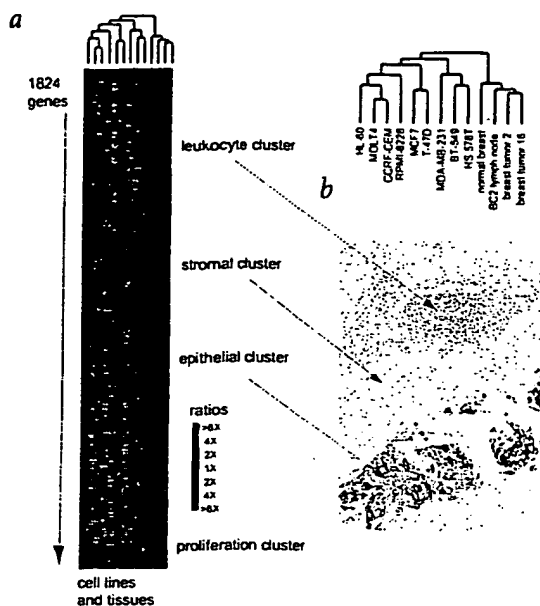 a
1824
genes
leukocyte cluster
stromal cluster
epithelial cluster
ratios
>6X
4X
2X
1X
2X
4X
>6X
proliferation cluster
cell lines
and tissues
HL-60
MOLT4
CCRF-CEM
RPMI-8226
MCF7
T-47D
MDA-MB-231
BT-549
HS 578T
normal breast
BC2 lymph node
breast tumor 2
breast tumor 16
b